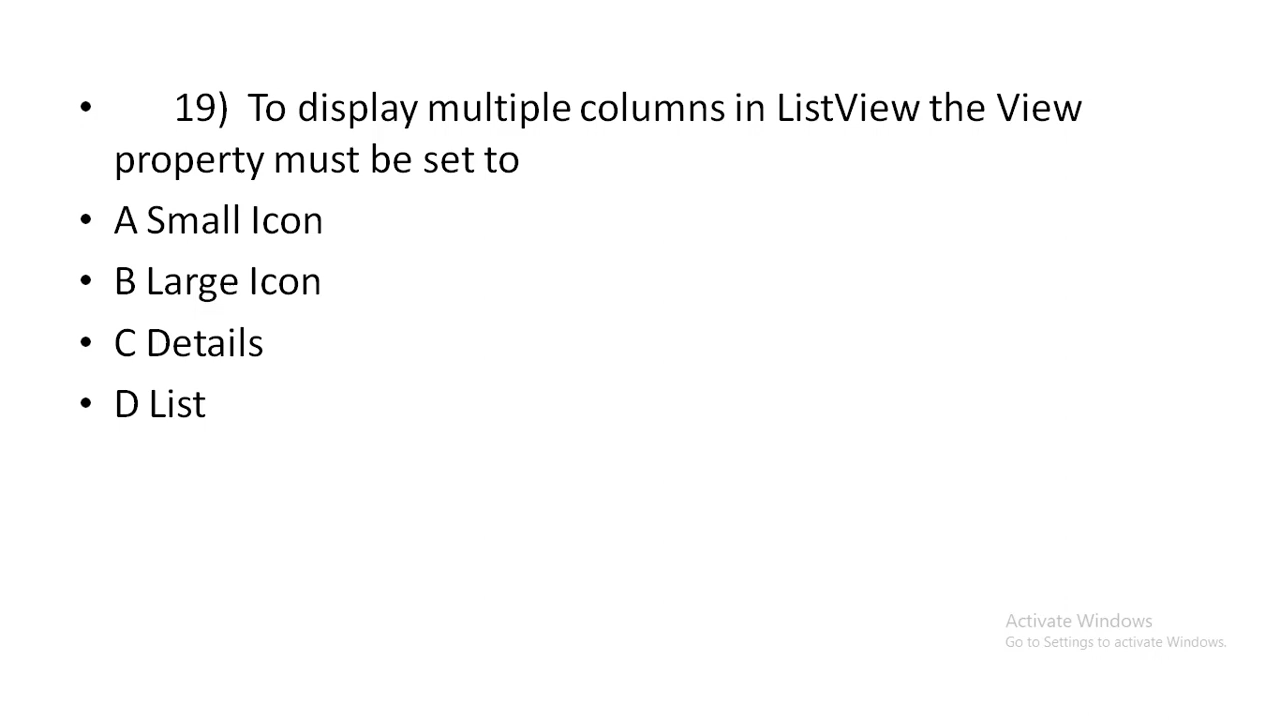 • 19) To display multiple columns in ListView the View
property must be set to
• A Small Icon
• B Large Icon
• C Details
• D List
Activate Windows
Go to Settings to activate Windows.